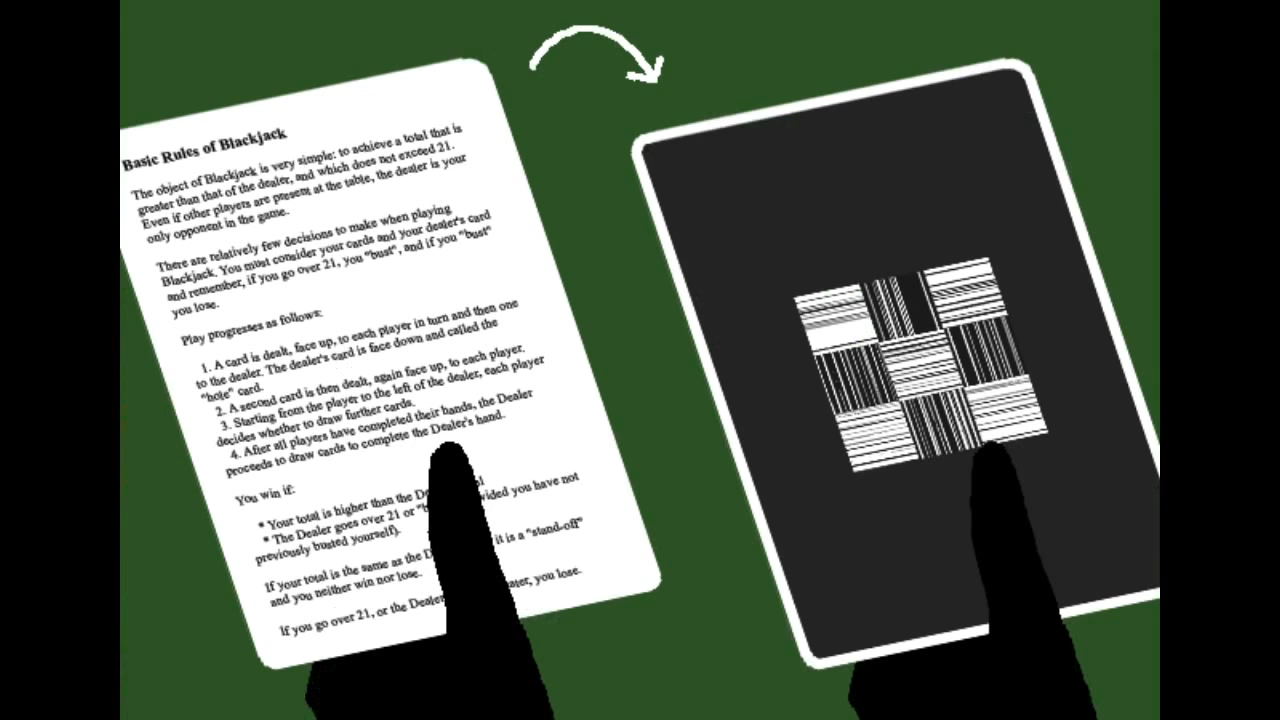 Basic Rules of Blackjack
The object of Blackjack is very simple: to achieve a total that is
greater than that of the dealer, and which does not exceed 21.
Even if other players are present at the table, the dealer is your
only opponent in the game.
There are relatively few decisions to make when playing
Blackjack. You must consider your cards and your dealer's card
and remember, if you go over 21, you "bust", and if you "bust"
you lose.
Play progresses as follows:
1. A card is dealt, face up, to each player in turn and then one
to the dealer. The dealer's card is face down and called the
"hole" card.
2. A second card is then dealt, again face up, to each player.
3. Starting from the player to the left of the dealer, each player
decides whether to draw further cards.
4. After all players have completed their hands, the Dealer
proceeds to draw cards to complete the Dealer's hand.
You win if:
* Your total is higher than the
* The Dealer goes over 21 or you have not
previously busted yourself).
If your total is the same as the it is a "stand-off"
and you neither win nor lose.
If you go over 21, or the Dealer you lose.